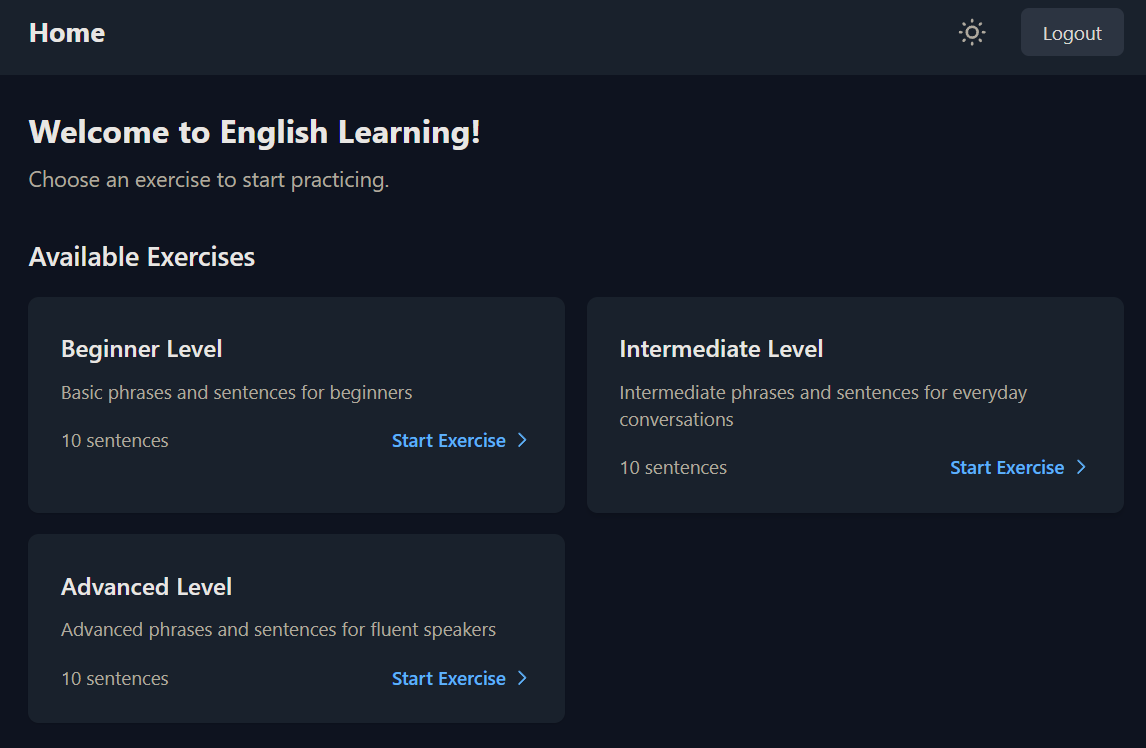 Home
Logout
Welcome to English Learning!
Choose an exercise to start practicing.
Available Exercises
Beginner Level
Basic phrases and sentences for beginners
10 sentences
Start Exercise
Intermediate Level
Intermediate phrases and sentences for everyday
conversations
10 sentences
Start Exercise
Advanced Level
Advanced phrases and sentences for fluent speakers
10 sentences
Start Exercise